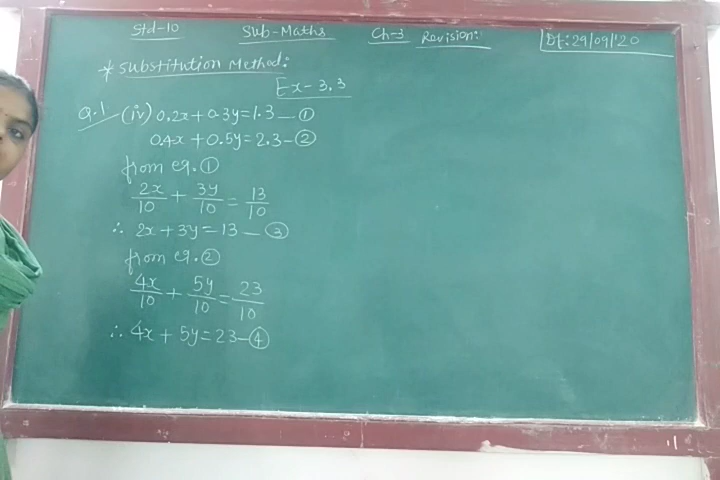 Std-10 Sub-Maths Ch-3 Revision: Dt:29/09/'20
* Substitution Method:
Ex-3.3
Q.1 (iv) 0.2x+0.3y=1.3—①
0.4x+0.5y=2.3-②
from eq.①
2x/10 + 3y/10 = 13/10
∴ 2x+3y=13—③
from eq.②
4x/10 + 5y/10 = 23/10
∴ 4x+5y=23-④